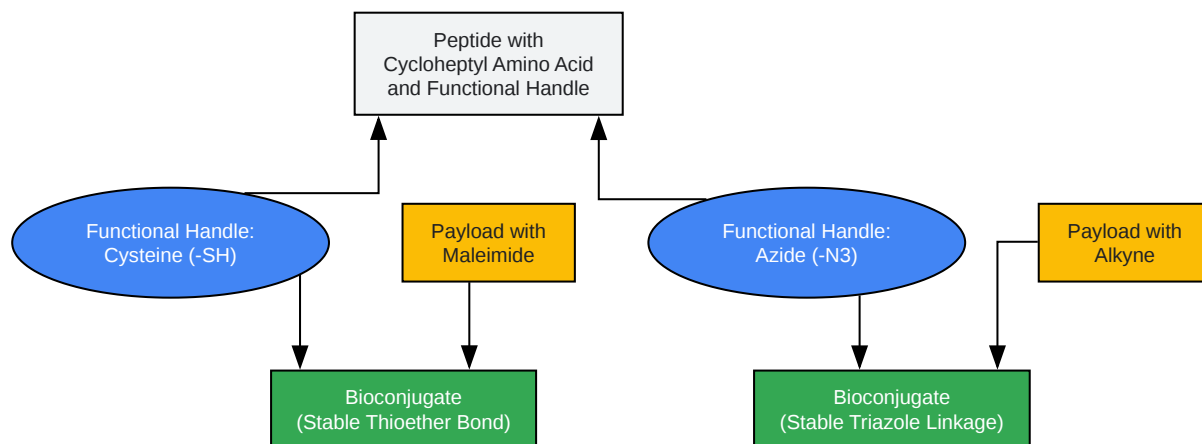 Peptide with
Cycloheptyl Amino Acid
and Functional Handle
Functional Handle:
Cysteine (-SH)
Payload with
Maleimide
Functional Handle:
Azide (-N3)
Payload with
Alkyne
Bioconjugate
(Stable Thioether Bond)
Bioconjugate
(Stable Triazole Linkage)